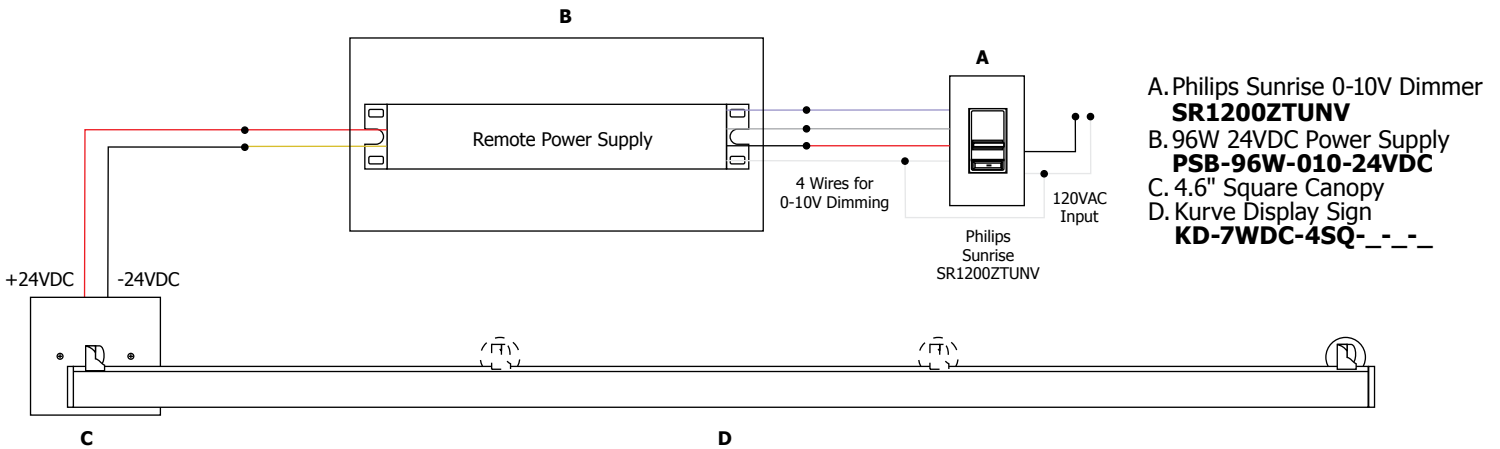 B
A
Remote Power Supply
4 Wires for
0-10V Dimming
120VAC
Input
Philips
Sunrise
SR1200ZTUNV
A. Philips Sunrise 0-10V Dimmer
SR1200ZTUNV
B. 96W 24VDC Power Supply
PSB-96W-010-24VDC
C. 4.6" Square Canopy
D. Kurve Display Sign
KD-7WDC-4SQ-_-_-_
+24VDC
-24VDC
C
D